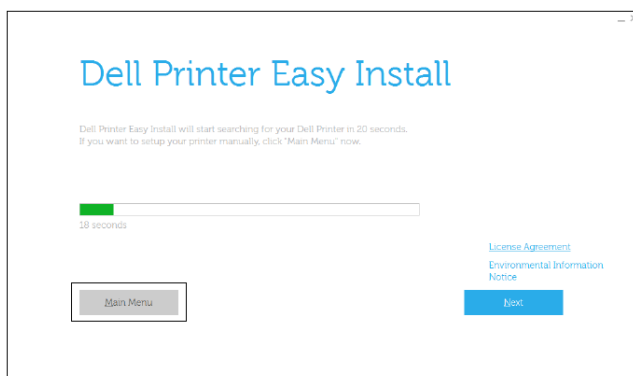 Dell Printer Easy Install
Dell Printer Easy Install will start searching for your Dell Printer in 20 seconds.
If you want to setup your printer manually, click "Main Menu" now.
18 seconds
License Agreement
Environmental Information
Notice
Main Menu
Next